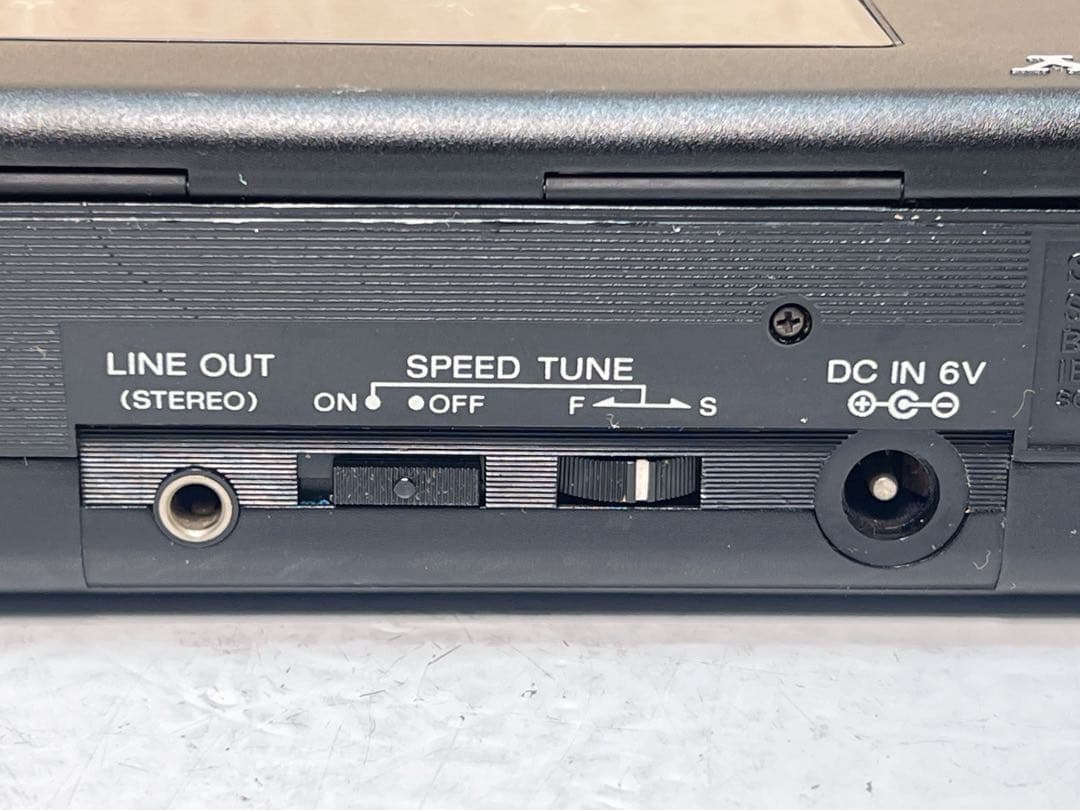 LINE OUT
(STEREO)
SPEED TUNE
ON OFF
F S
DC IN 6V